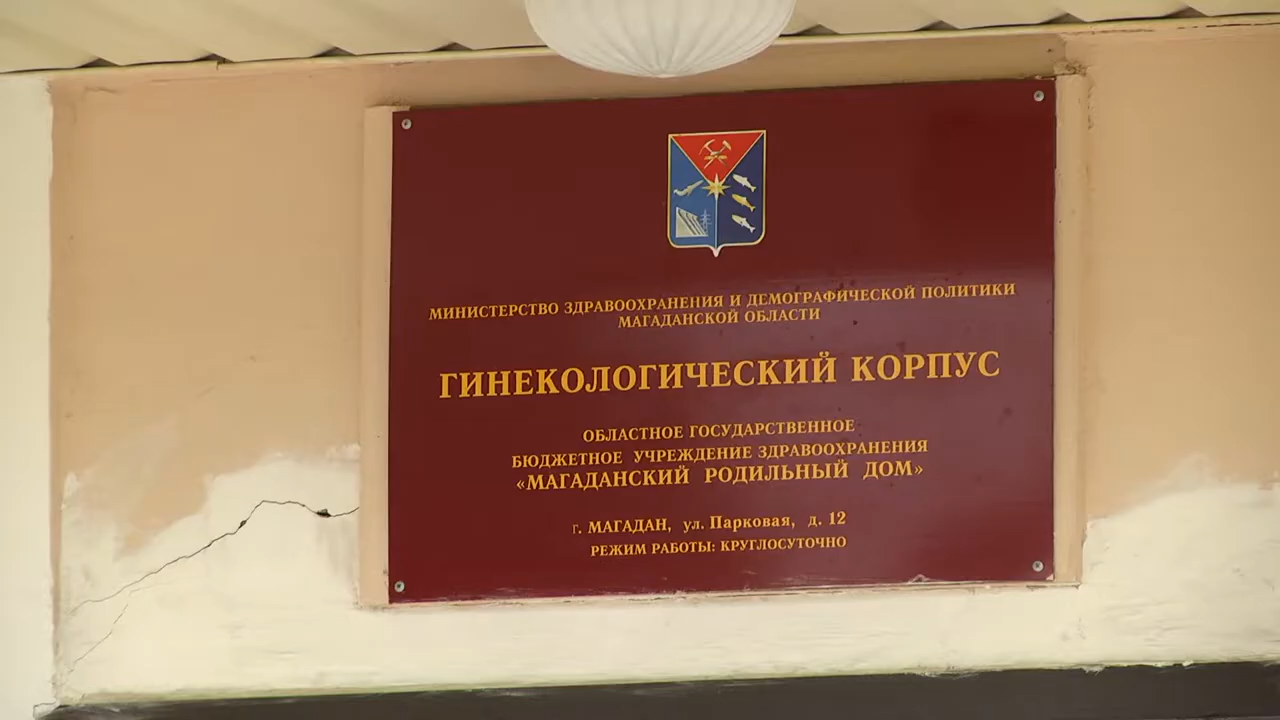 МИНИСТЕРСТВО ЗДРАВООХРАНЕНИЯ И ДЕМОГРАФИЧЕСКОЙ ПОЛИТИКИ
МАГАДАНСКОЙ ОБЛАСТИ
ГИНЕКОЛОГИЧЕСКИЙ КОРПУС
ОБЛАСТНОЕ ГОСУДАРСТВЕННОЕ
БЮДЖЕТНОЕ УЧРЕЖДЕНИЕ ЗДРАВООХРАНЕНИЯ
«МАГАДАНСКИЙ РОДИЛЬНЫЙ ДОМ»
г. МАГАДАН, ул. Парковая, д. 12
РЕЖИМ РАБОТЫ: КРУГЛОСУТОЧНО